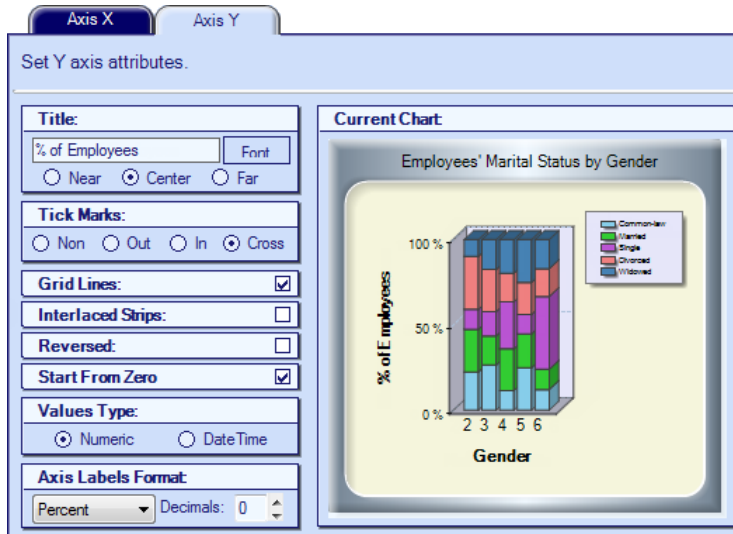 Axis X
Axis Y
Set Y axis attributes.
Title:
% of Employees
Font
Near
Center
Far
Tick Marks:
Non
Out
In
Cross
Grid Lines:
Interlaced Strips:
Reversed:
Start From Zero
Values Type:
Numeric
DateTime
Axis Labels Format:
Percent
Decimals: 0
Current Chart:
Employees' Marital Status by Gender
Common-law
Married
Single
Divorced
Widowed
100 %
50 %
0 %
% of Employees
2 3 4 5 6
Gender